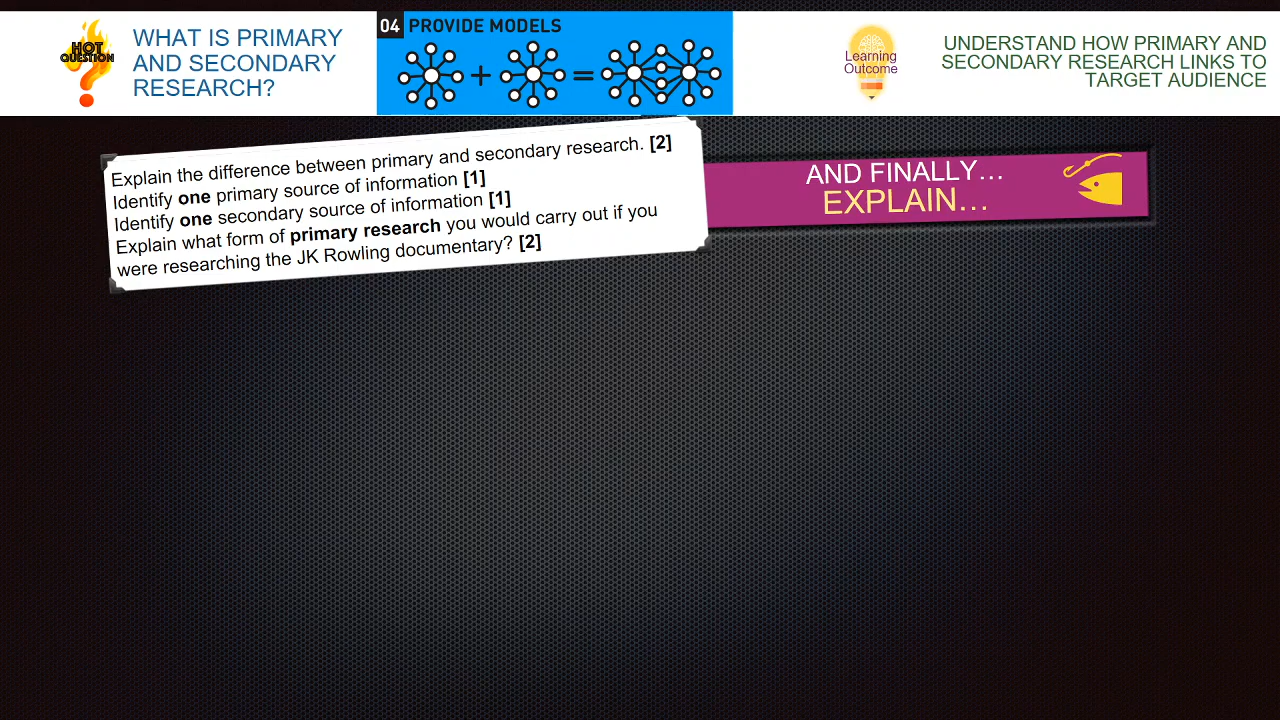 HOT
QUESTION
WHAT IS PRIMARY
AND SECONDARY
RESEARCH?
04 PROVIDE MODELS
Learning
Outcome
UNDERSTAND HOW PRIMARY AND
SECONDARY RESEARCH LINKS TO
TARGET AUDIENCE
Explain the difference between primary and secondary research. [2]
Identify one primary source of information [1]
Identify one secondary source of information [1]
Explain what form of primary research you would carry out if you
were researching the JK Rowling documentary? [2]
AND FINALLY…
EXPLAIN…